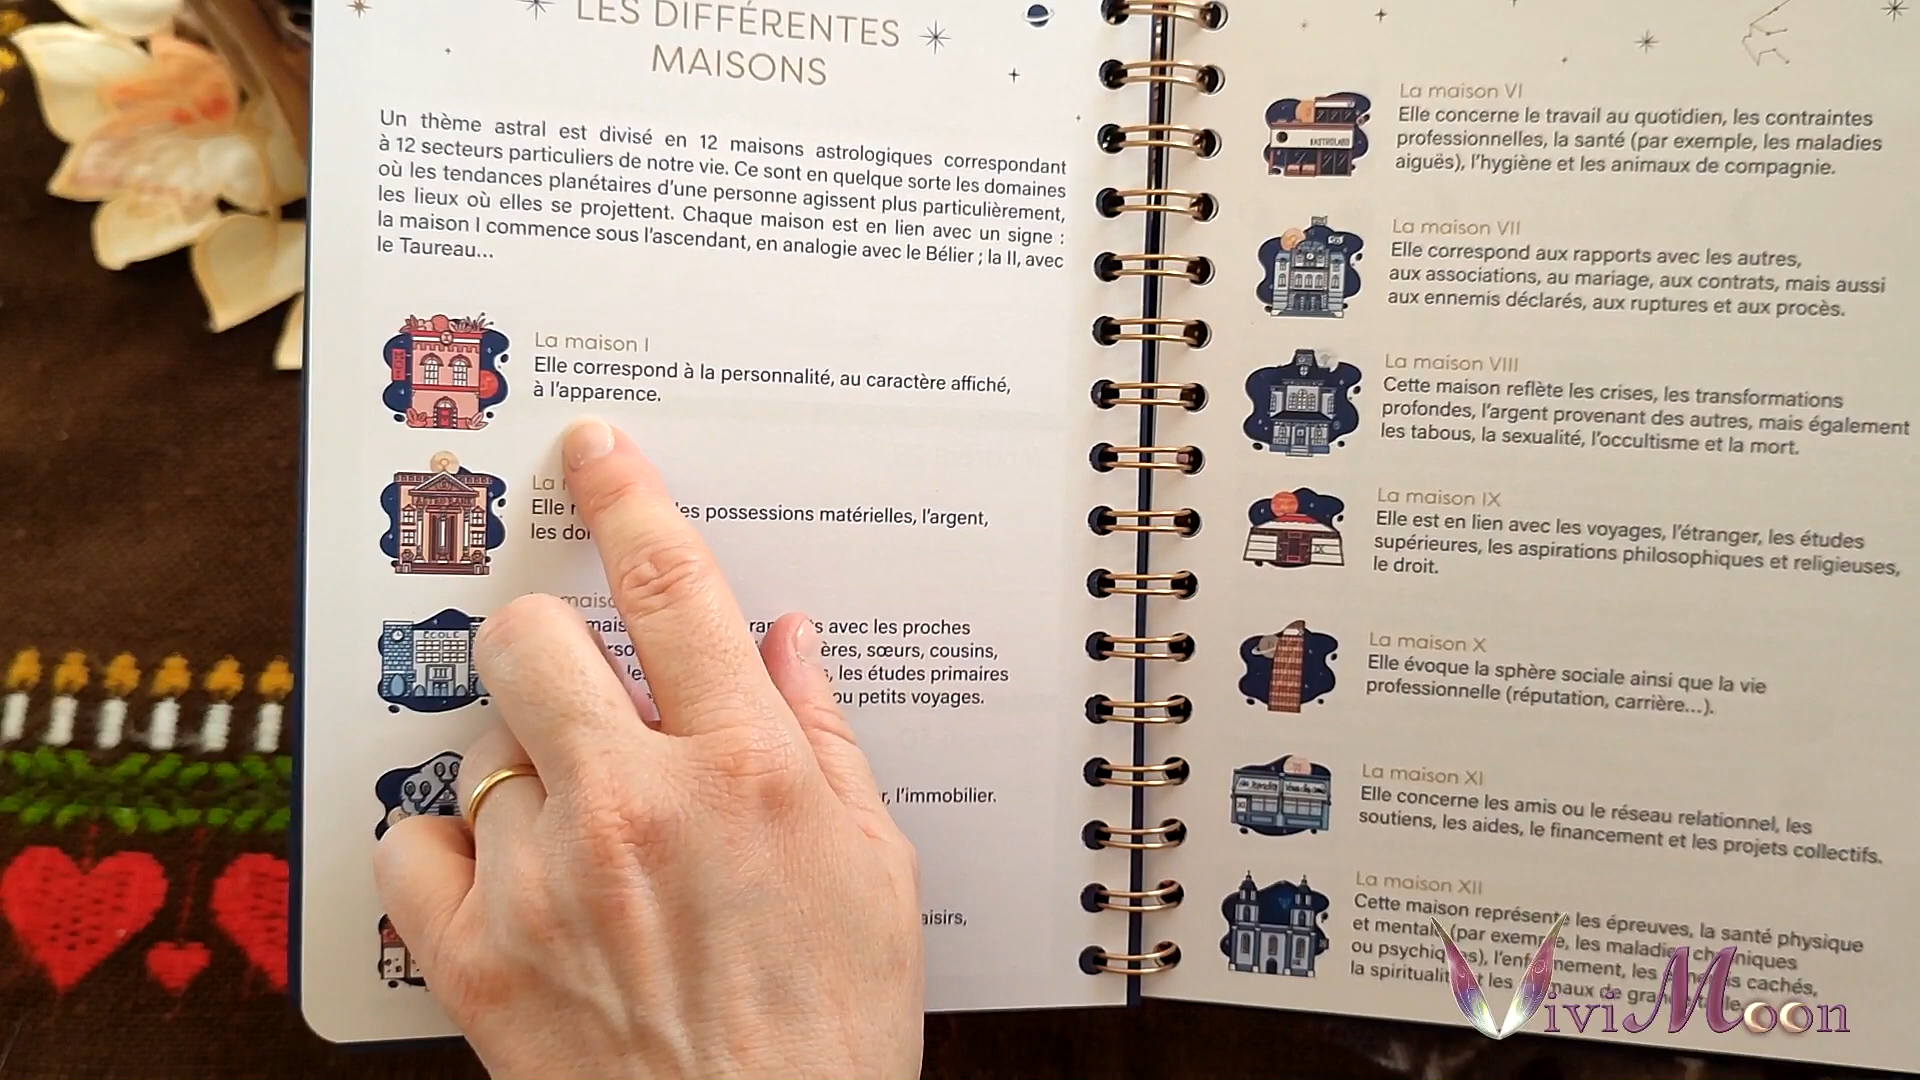 LES DIFFÉRENTES
MAISONS
Un thème astral est divisé en 12 maisons astrologiques correspondant
à 12 secteurs particuliers de notre vie. Ce sont en quelque sorte les domaines
où les tendances planétaires d'une personne agissent plus particulièrement,
les lieux où elles se projettent. Chaque maison est en lien avec un signe :
la maison I commence sous l'ascendant, en analogie avec le Bélier ; la II, avec
le Taureau...
La maison I
Elle correspond à la personnalité, au caractère affiché,
à l'apparence.
La
Elle les possessions matérielles, l'argent,
les
ASTRO BANK
ÉCOLE
III
avec les proches
sœurs, cousins,
les études primaires
ou petits voyages.
l'immobilier.
La maison VI
Elle concerne le travail au quotidien, les contraintes
professionnelles, la santé (par exemple, les maladies
aiguës), l'hygiène et les animaux de compagnie.
La maison VII
Elle correspond aux rapports avec les autres,
aux associations, au mariage, aux contrats, mais aussi
aux ennemis déclarés, aux ruptures et aux procès.
La maison VIII
Cette maison reflète les crises, les transformations
profondes, l'argent provenant des autres, mais également
les tabous, la sexualité, l'occultisme et la mort.
La maison IX
Elle est en lien avec les voyages, l'étranger, les études
supérieures, les aspirations philosophiques et religieuses,
le droit.
La maison X
Elle évoque la sphère sociale ainsi que la vie
professionnelle (réputation, carrière...).
La maison XI
Elle concerne les amis ou le réseau relationnel, les
soutiens, les aides, le financement et les projets collectifs.
La maison XII
Cette maison représente les épreuves, la santé physique
et mentale (par exemple, les maladies chroniques
ou psychiques), l'enfermement, les ennemis cachés,
la spiritualité et les animaux de grande taille.
ViviMoon